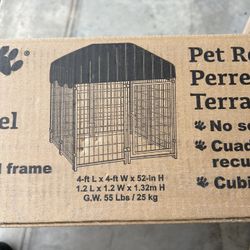 Pet Re
Perre
Terra
No se
el
Cuad
recu
l frame
Cubi
4-ft L x 4-ft W x 52-in H
1.2 L x 1.2 W x 1.32m H
G.W. 55 Lbs / 25 kg